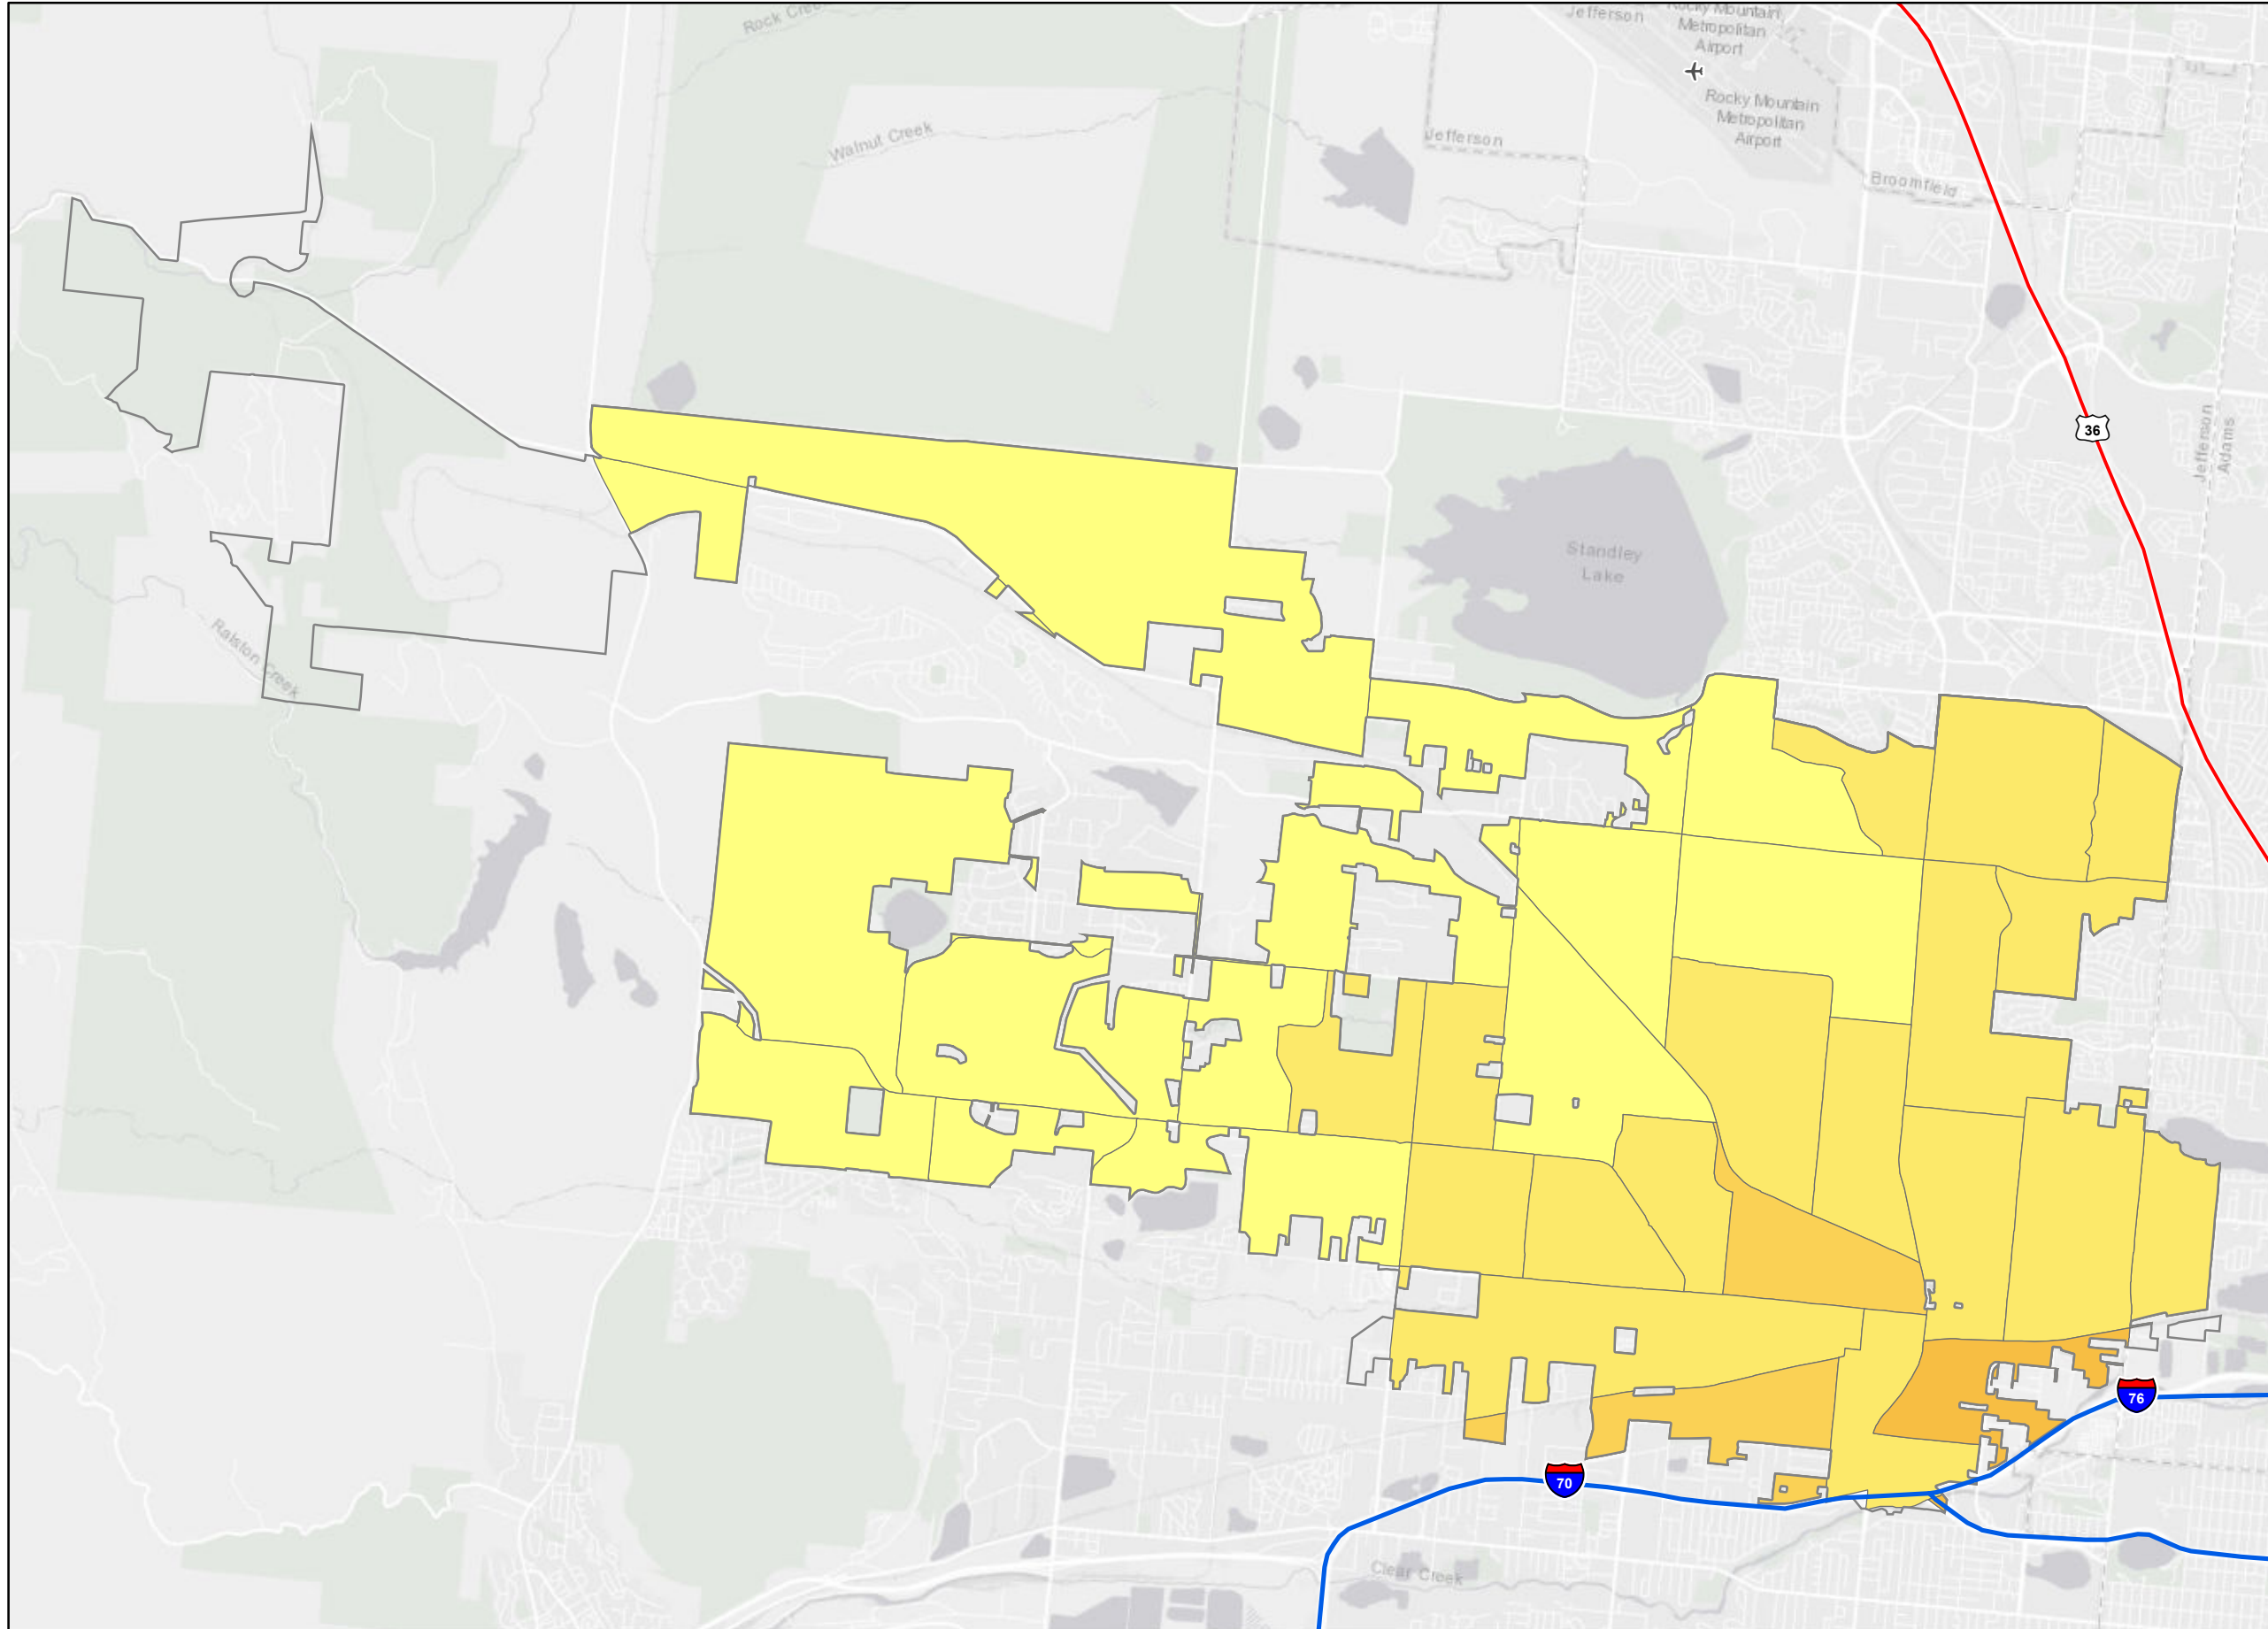 Rock Creek
Jefferson
Rocky Mountain
Metropolitan
Airport
Rocky Mountain
Metropolitan
Airport
Walnut Creek
Jefferson
Broomfield
36
Jefferson
Adams
Standley
Lake
Ralston Creek
76
70
Clear Creek